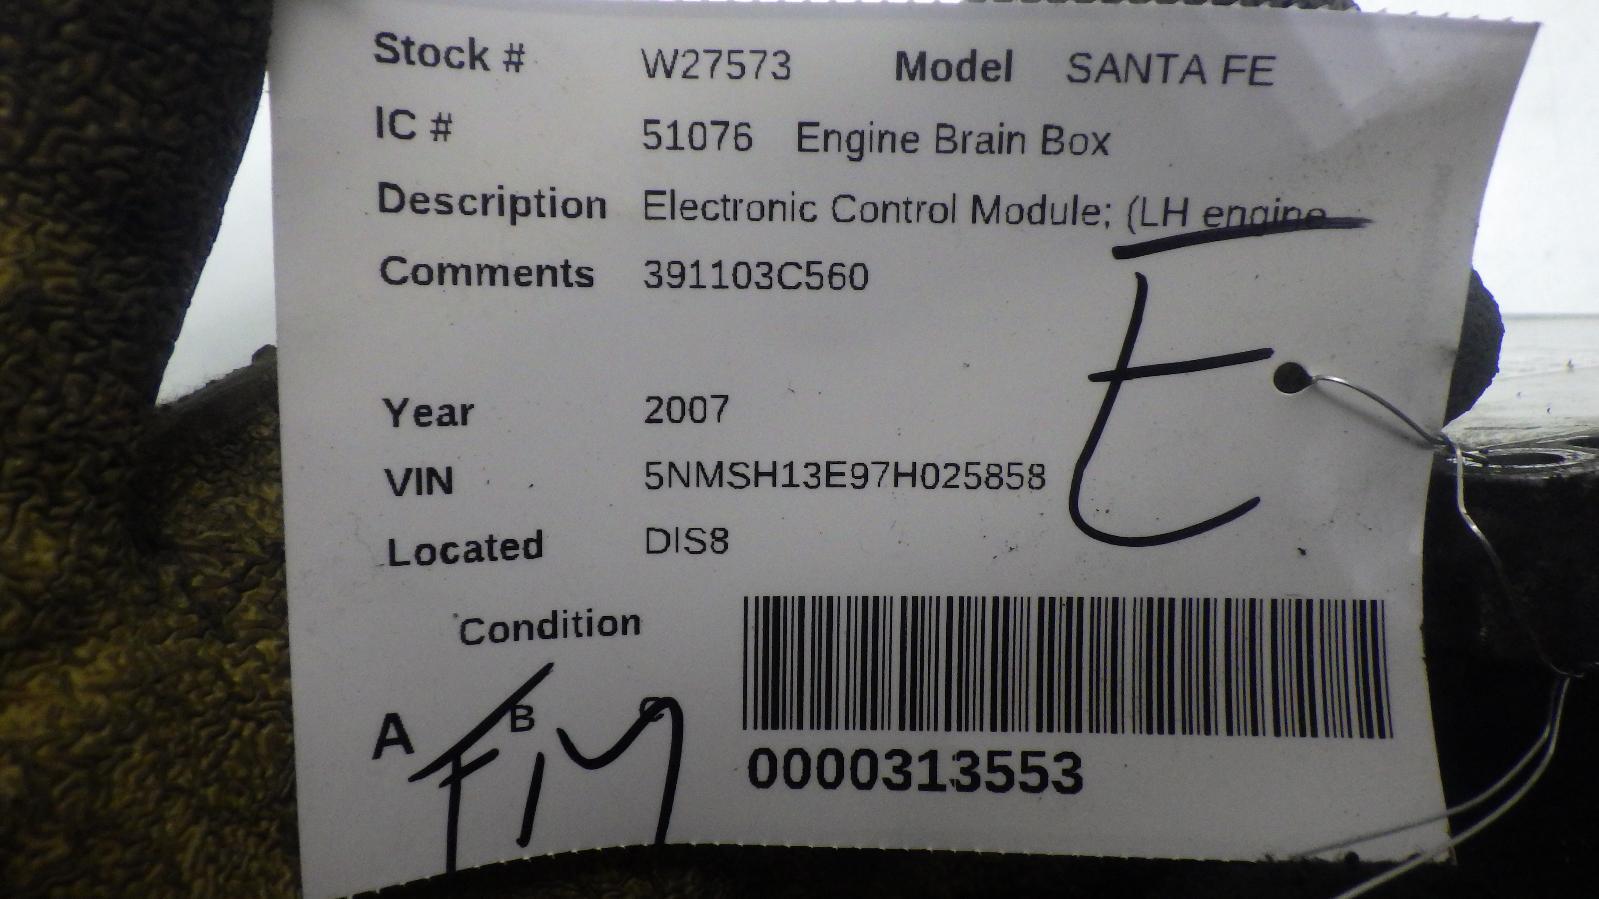 Stock # W27573 Model SANTA FE
IC # 51076 Engine Brain Box
Description Electronic Control Module; (LH engine
Comments 391103C560
E
Year 2007
VIN 5NMSH13E97H025858
Located DIS8
Condition
A B C
0000313553